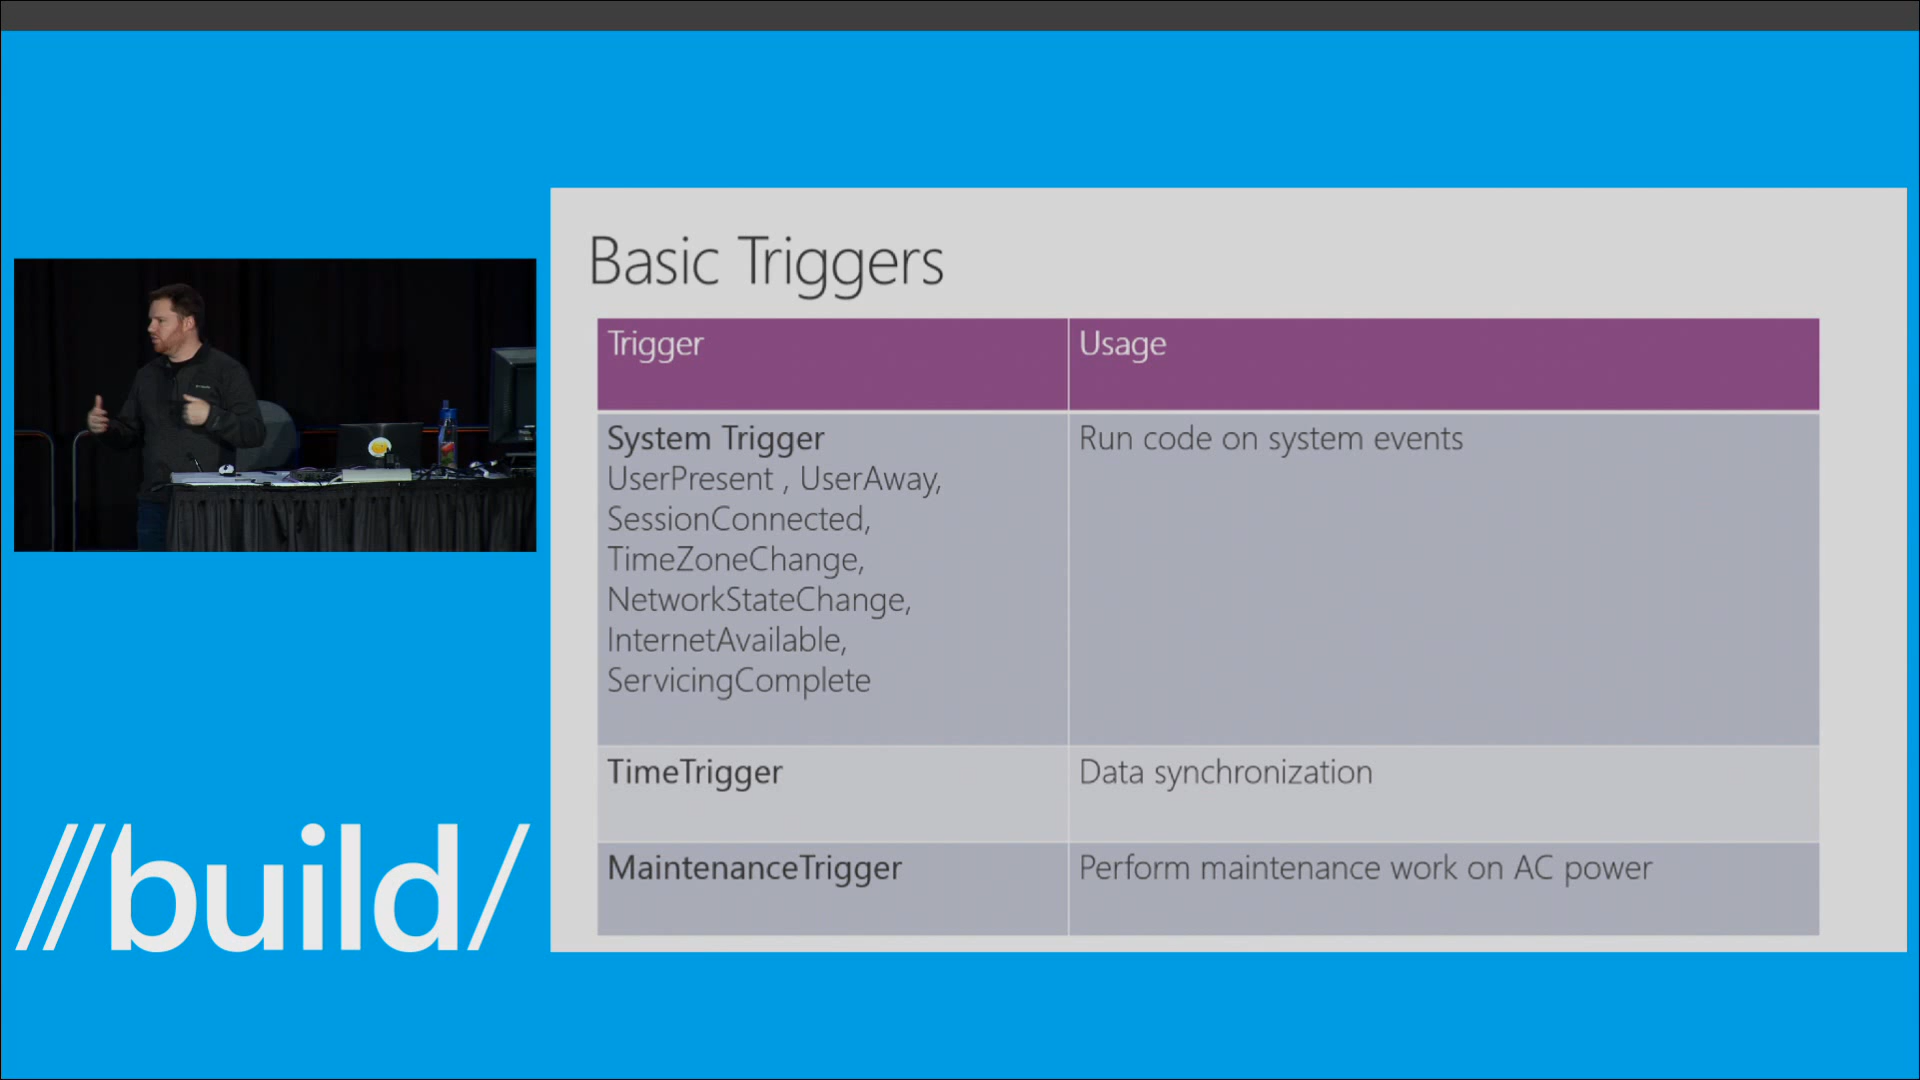 Basic Triggers
Trigger
Usage
System Trigger
UserPresent , UserAway,
SessionConnected,
TimeZoneChange,
NetworkStateChange,
InternetAvailable,
ServicingComplete
Run code on system events
TimeTrigger
Data synchronization
MaintenanceTrigger
Perform maintenance work on AC power
//build/